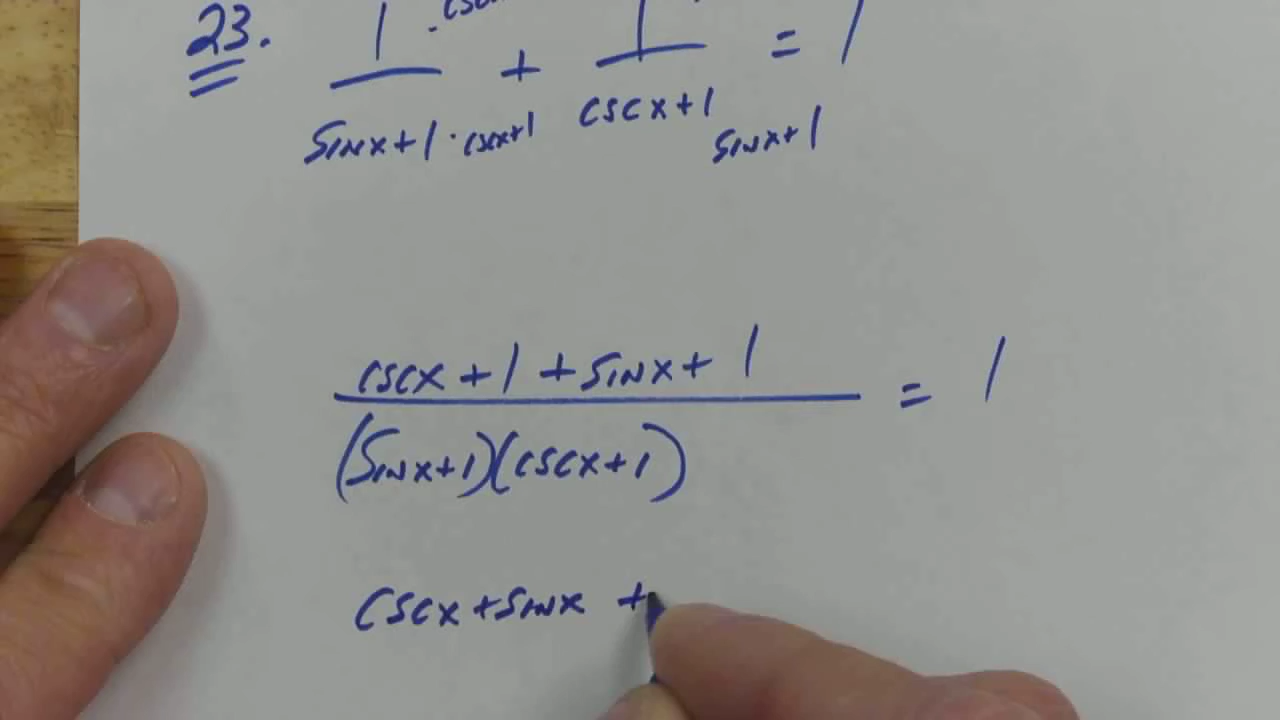 23. 1 + 1 = 1
sinx+1 · cscx+1 cscx+1 sinx+1
cscx + 1 + sinx + 1 = 1
(sinx+1)(cscx+1)
cscx + sinx +